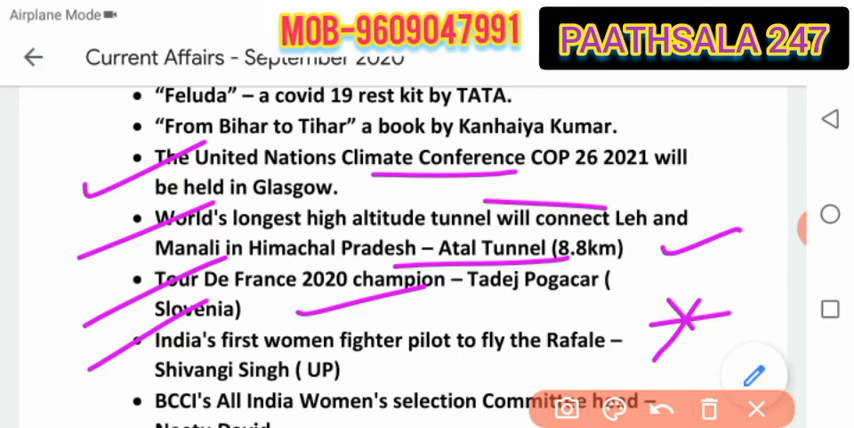 Airplane Mode
MOB-9609047991
PAATHSALA 247
Current Affairs - September 2020
• "Feluda" – a covid 19 rest kit by TATA.
• "From Bihar to Tihar" a book by Kanhaiya Kumar.
• The United Nations Climate Conference COP 26 2021 will
be held in Glasgow.
• World's longest high altitude tunnel will connect Leh and
Manali in Himachal Pradesh – Atal Tunnel (8.8km)
• Tour De France 2020 champion – Tadej Pogacar (
Slovenia)
• India's first women fighter pilot to fly the Rafale –
Shivangi Singh ( UP)
• BCCI's All India Women's selection Committee head –
Neetu David